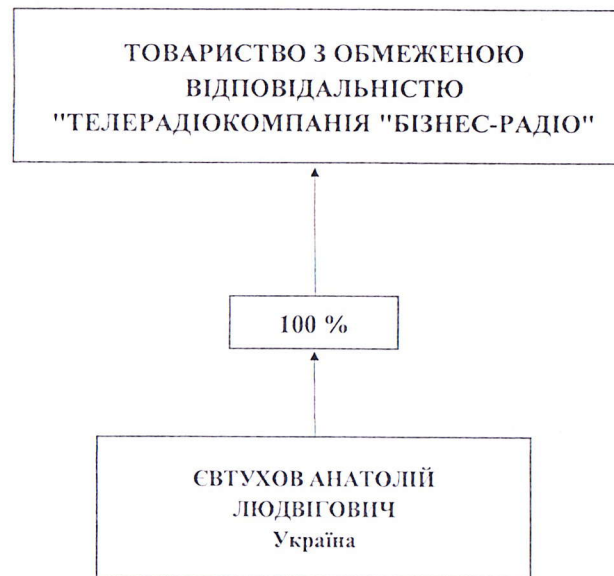 ТОВАРИСТВО З ОБМЕЖЕНОЮ
ВІДПОВІДАЛЬНІСТЮ
"ТЕЛЕРАДІОКОМПАНІЯ "БІЗНЕС-РАДІО"
100 %
ЄВТУХОВ АНАТОЛІЙ
ЛЮДВІГОВИЧ
Україна